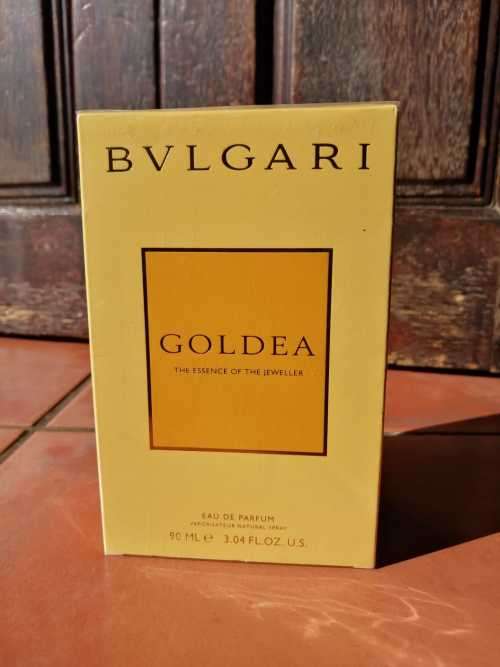 BVLGARI
GOLDEA
THE ESSENCE OF THE JEWELLER
EAU DE PARFUM
VAPORISATEUR NATURAL SPRAY
90 ML ℮ 3.04 FL.OZ. U.S.